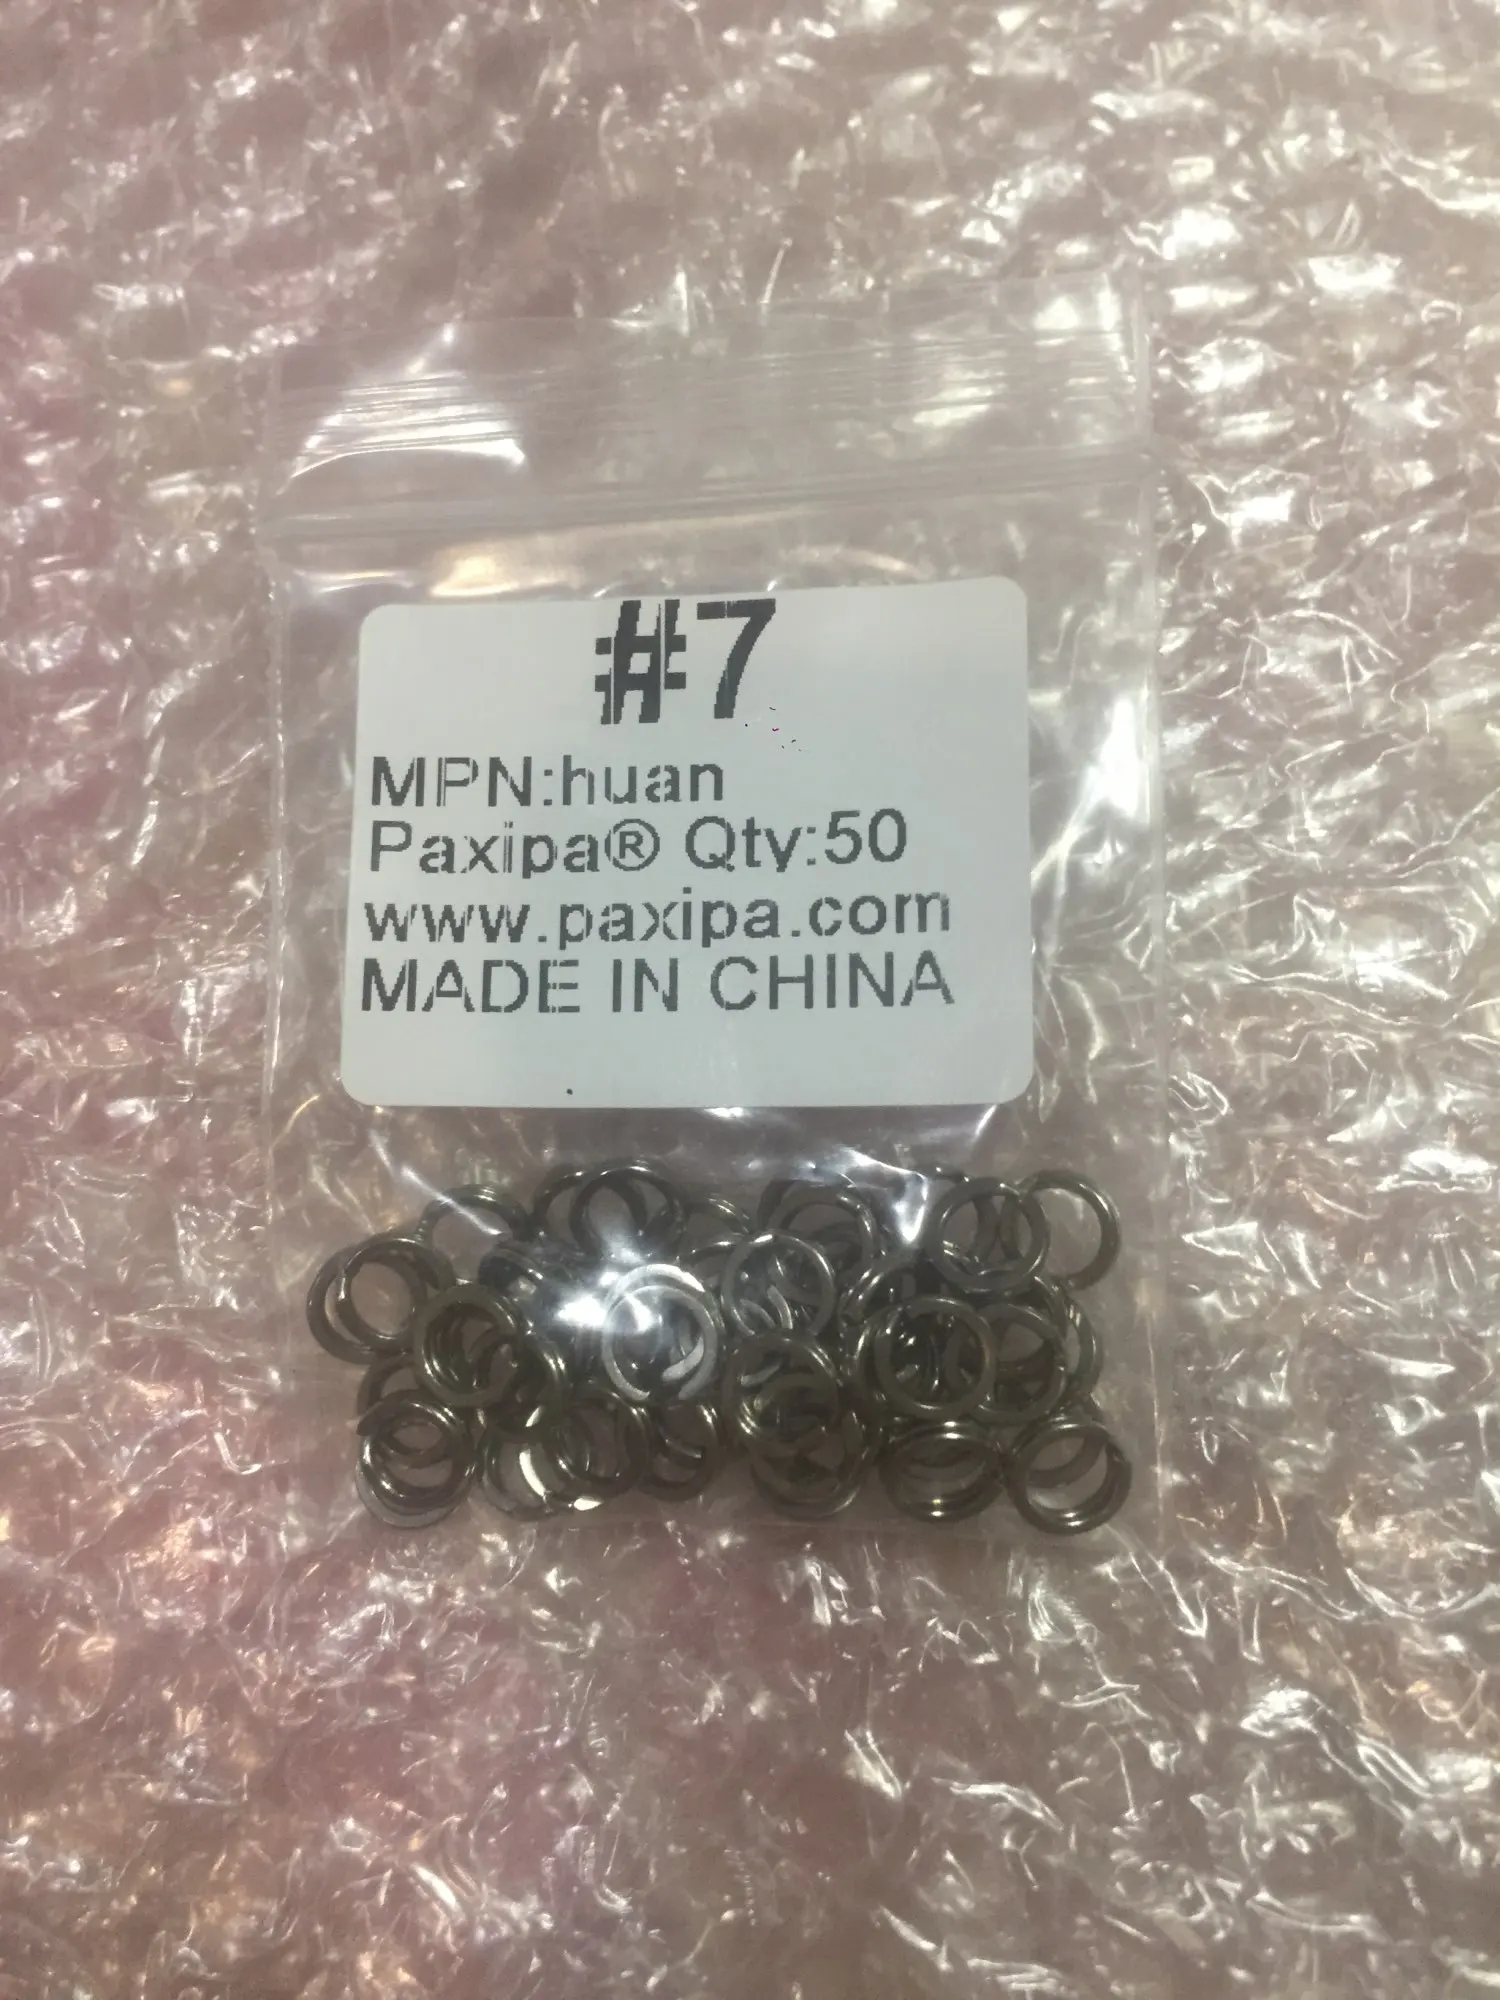 #7
MPN:huan
Paxipa® Qty:50
www.paxipa.com
MADE IN CHINA